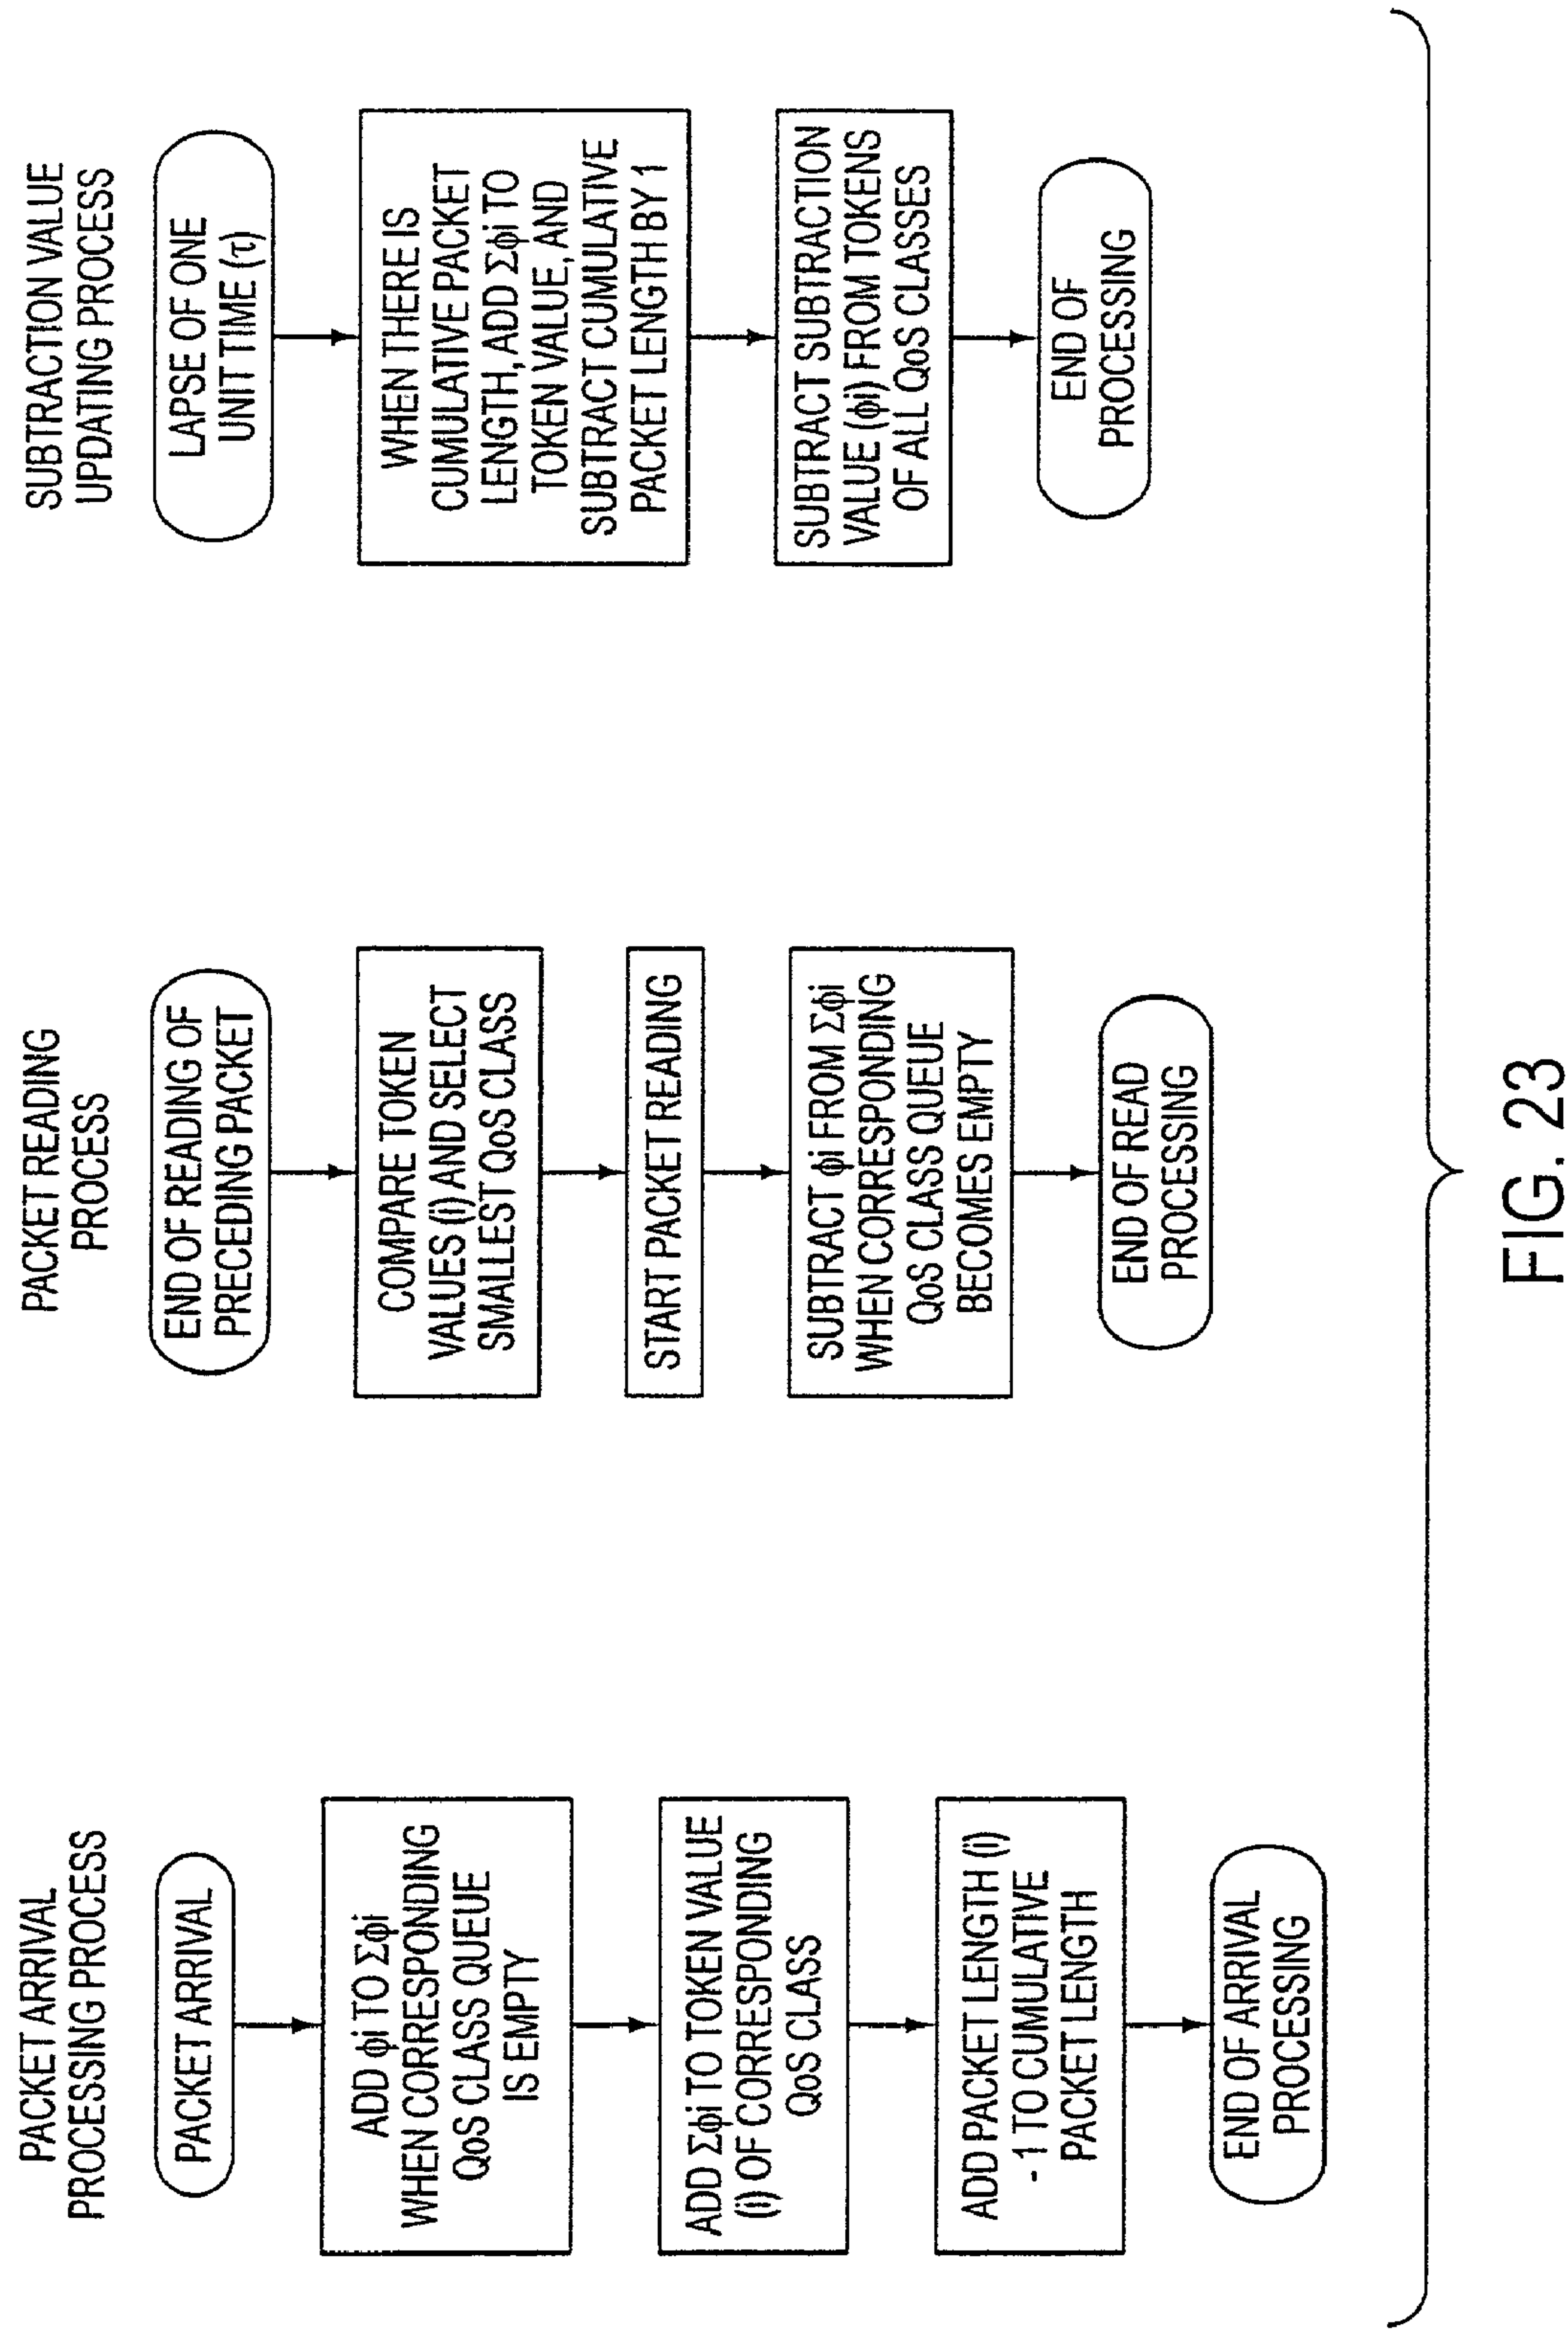 PACKET ARRIVAL
PROCESSING PROCESS
PACKET ARRIVAL
ADD ϕi TO Σϕi
WHEN CORRESPONDING
QoS CLASS QUEUE
IS EMPTY
ADD Σϕi TO TOKEN VALUE
(i) OF CORRESPONDING
QoS CLASS
ADD PACKET LENGTH (i)
- 1 TO CUMULATIVE
PACKET LENGTH
END OF ARRIVAL
PROCESSING
PACKET READING
PROCESS
END OF READING OF
PRECEDING PACKET
COMPARE TOKEN
VALUES (i) AND SELECT
SMALLEST QoS CLASS
START PACKET READING
SUBTRACT ϕi FROM Σϕi
WHEN CORRESPONDING
QoS CLASS QUEUE
BECOMES EMPTY
END OF READ
PROCESSING
SUBTRACTION VALUE
UPDATING PROCESS
LAPSE OF ONE
UNIT TIME (τ)
WHEN THERE IS
CUMULATIVE PACKET
LENGTH, ADD Σϕi TO
TOKEN VALUE, AND
SUBTRACT CUMULATIVE
PACKET LENGTH BY 1
SUBTRACT SUBTRACTION
VALUE (ϕi) FROM TOKENS
OF ALL QoS CLASSES
END OF
PROCESSING
FIG. 23